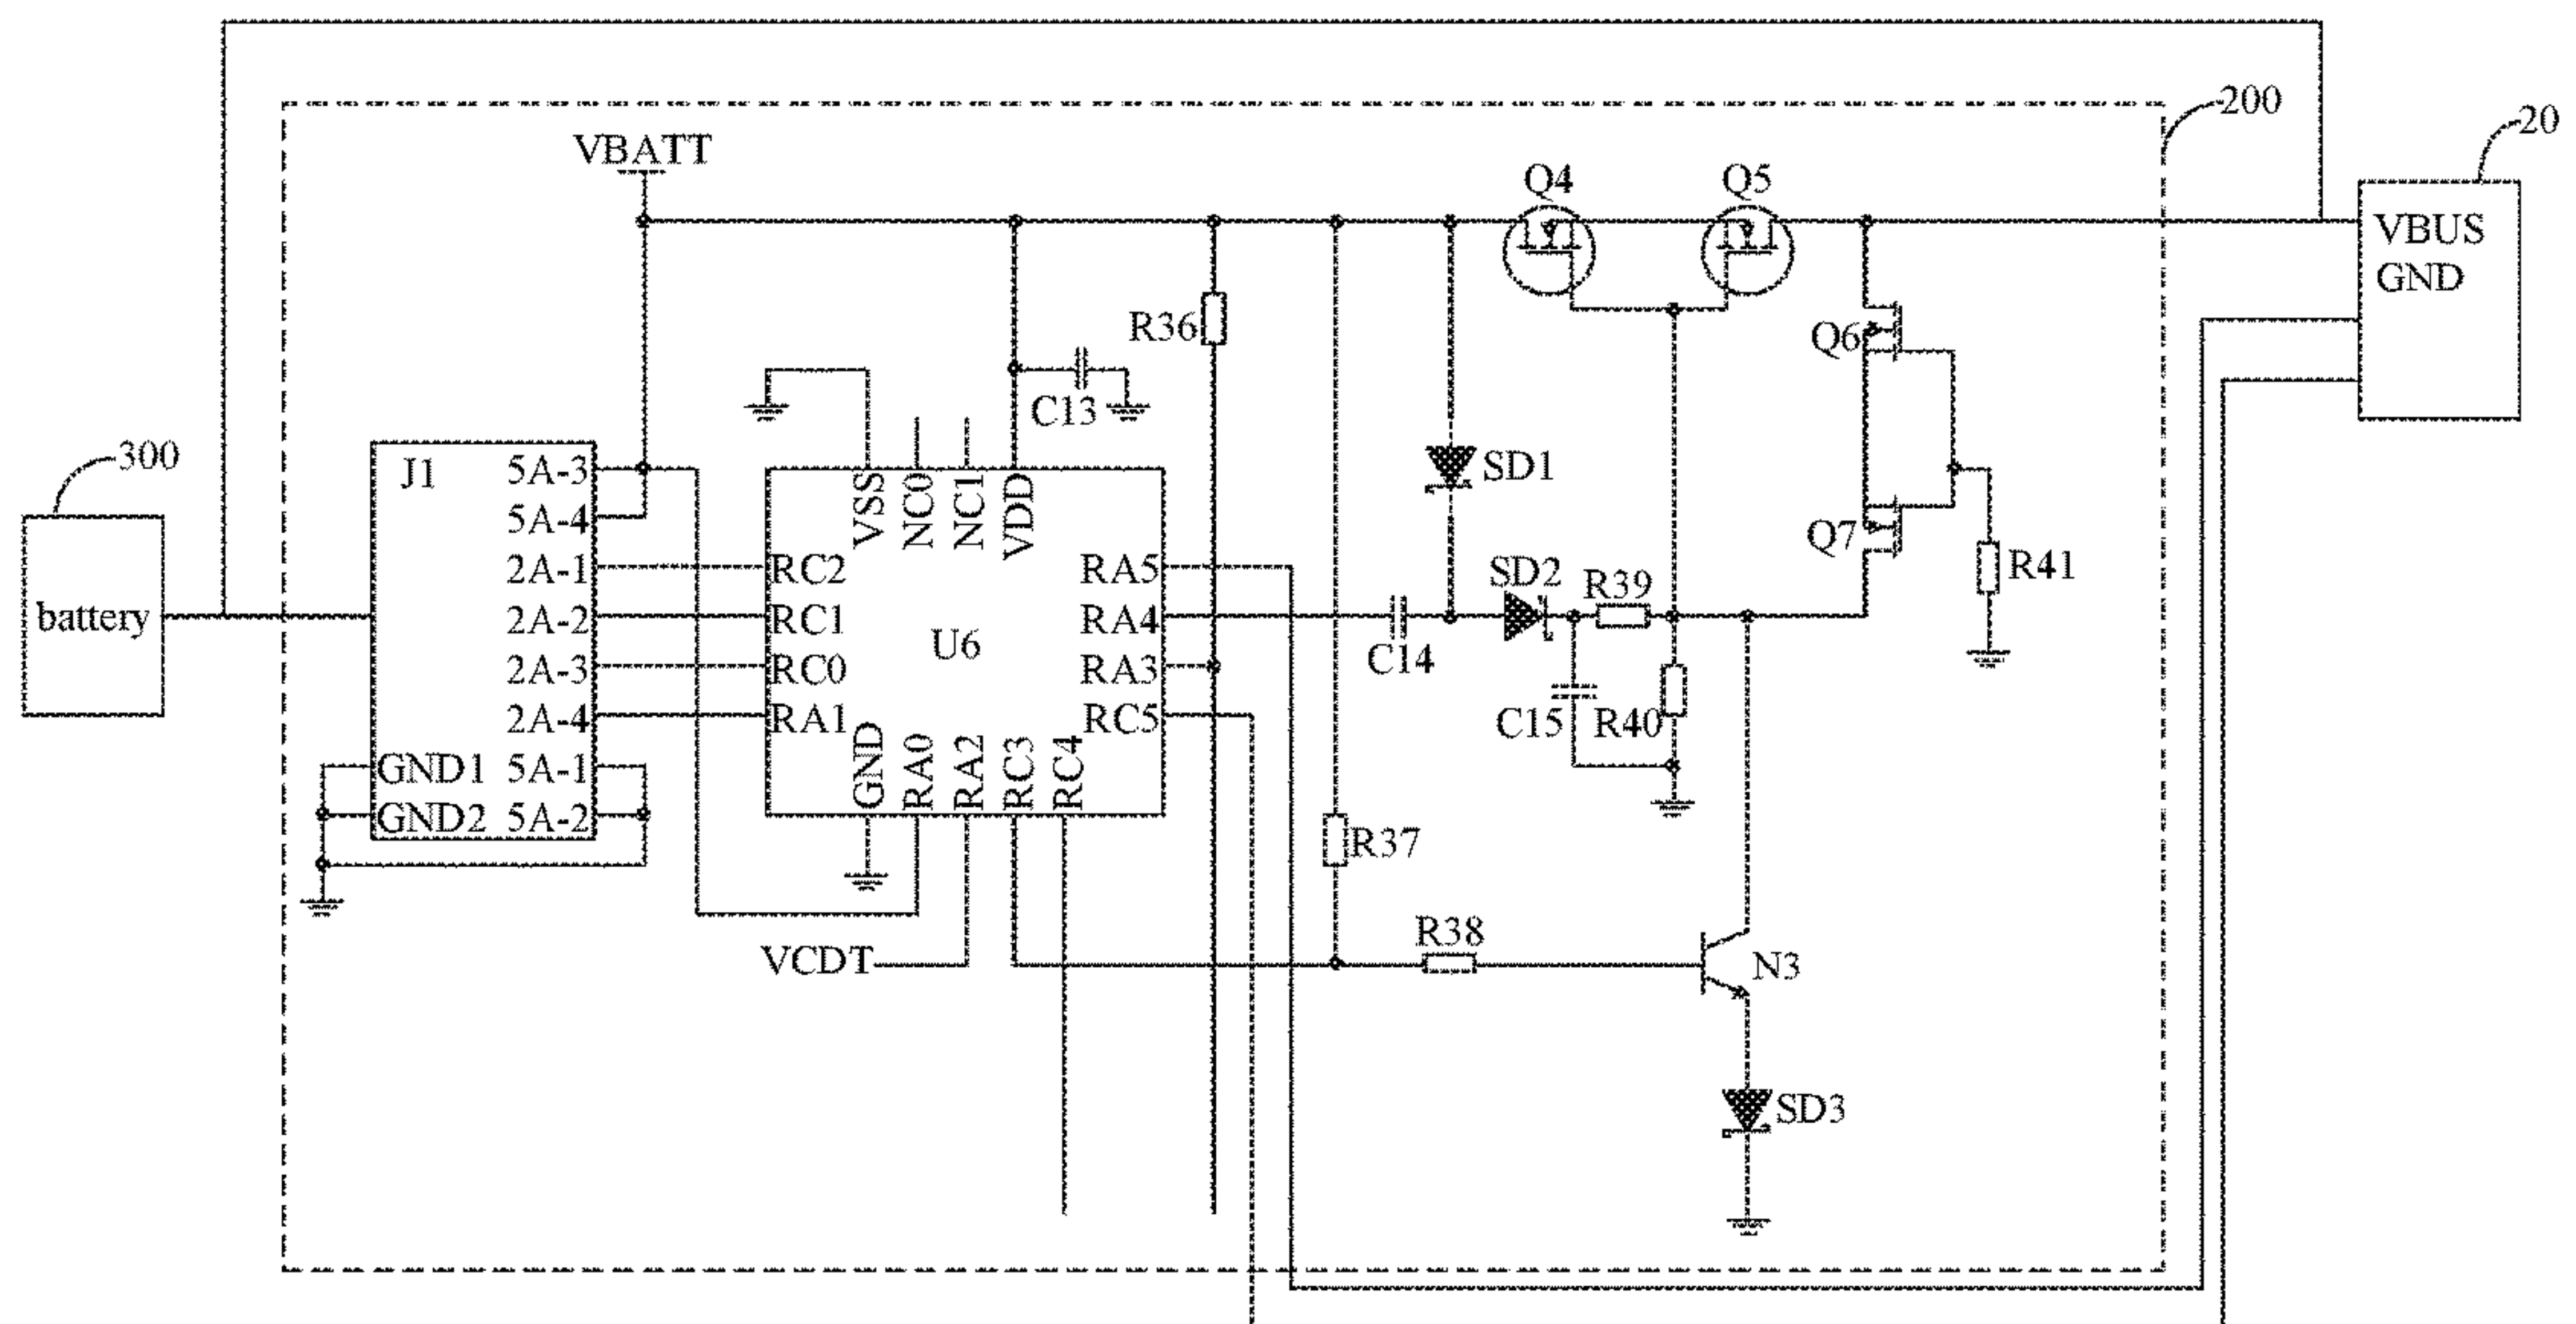 200
20
VBATT
Q4
Q5
VBUS
GND
R36
Q6
C13
300
J1
5A-3
5A-4
2A-1
2A-2
2A-3
2A-4
GND1
5A-1
GND2
5A-2
battery
VSS
NC0
NC1
VDD
RC2
RC1
RC0
RA1
U6
RA5
RA4
RA3
RC5
GND
RA0
RA2
RC3
RC4
SD1
SD2
R39
Q7
R41
C14
C15
R40
R37
VCDT
R38
N3
SD3